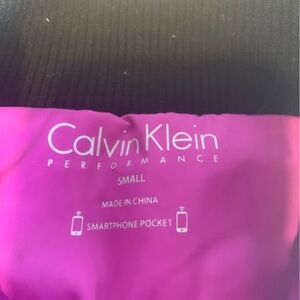 Calvin Klein
PERFORMANCE
SMALL
MADE IN CHINA
SMARTPHONE POCKET